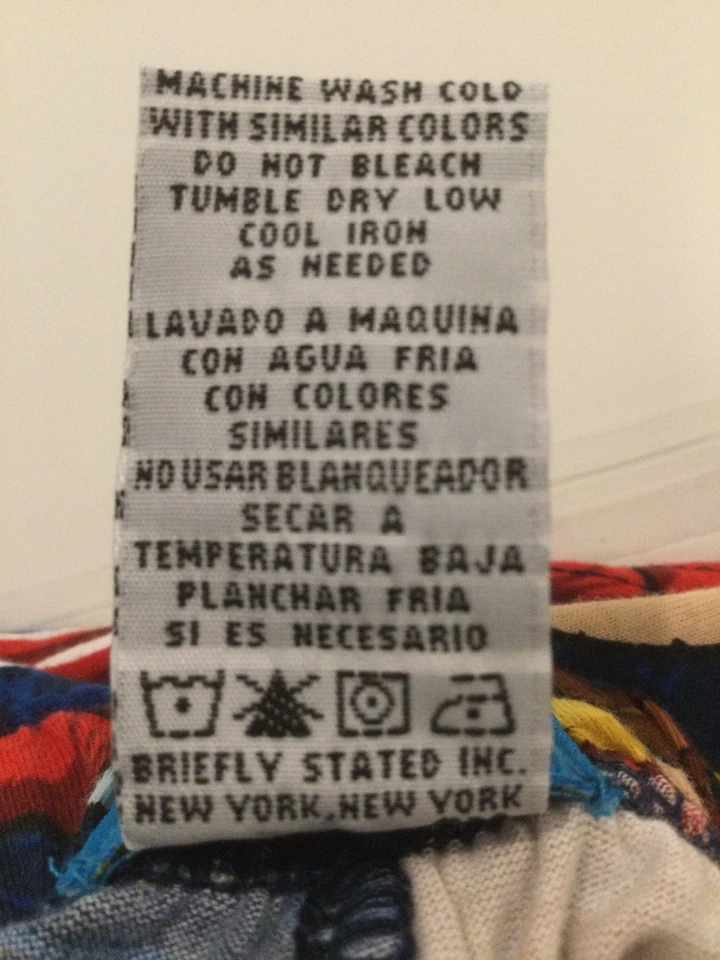 MACHINE WASH COLD
WITH SIMILAR COLORS
DO NOT BLEACH
TUMBLE DRY LOW
COOL IRON
AS NEEDED
LAVADO A MAQUINA
CON AGUA FRIA
CON COLORES
SIMILARES
NO USAR BLANQUEADOR
SECAR A
TEMPERATURA BAJA
PLANCHAR FRIA
SI ES NECESARIO
BRIEFLY STATED INC.
NEW YORK, NEW YORK